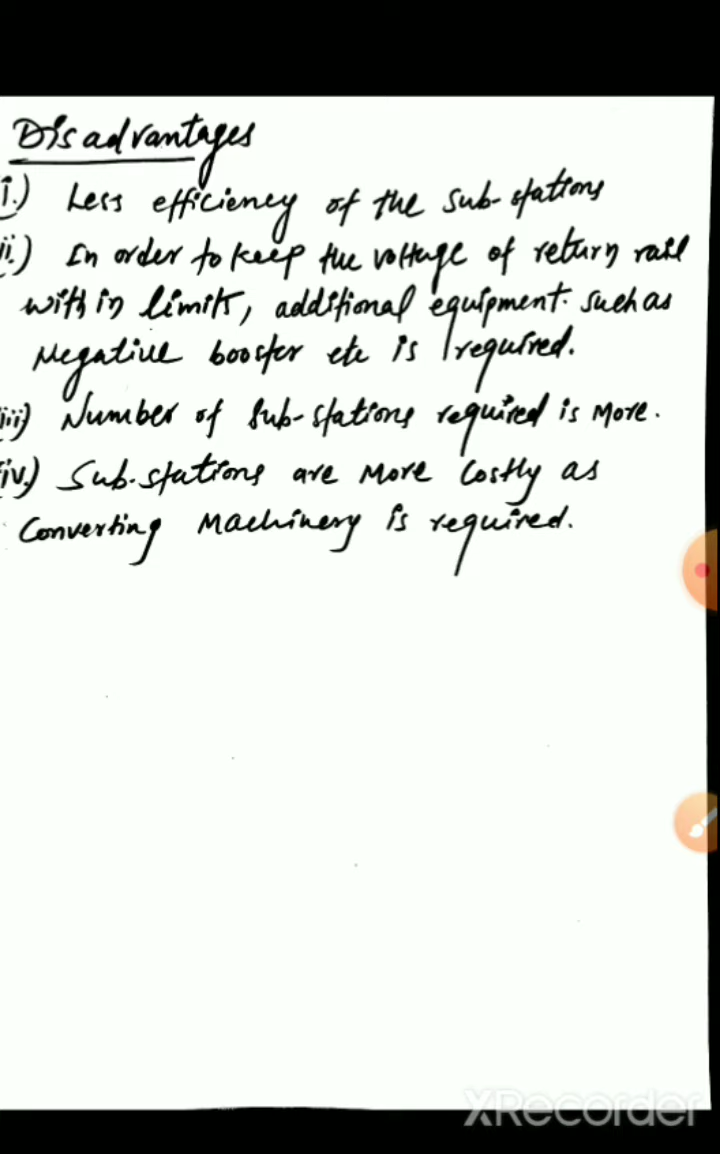 Disadvantages
i.) Less efficiency of the Sub-stations
ii.) In order to keep the voltage of return rail
with in limits, additional equipment such as
Negative booster etc is required.
iii) Number of Sub-stations required is More.
iv.) Sub-stations are More Costly as
Converting Machinery is required.
XRecorder